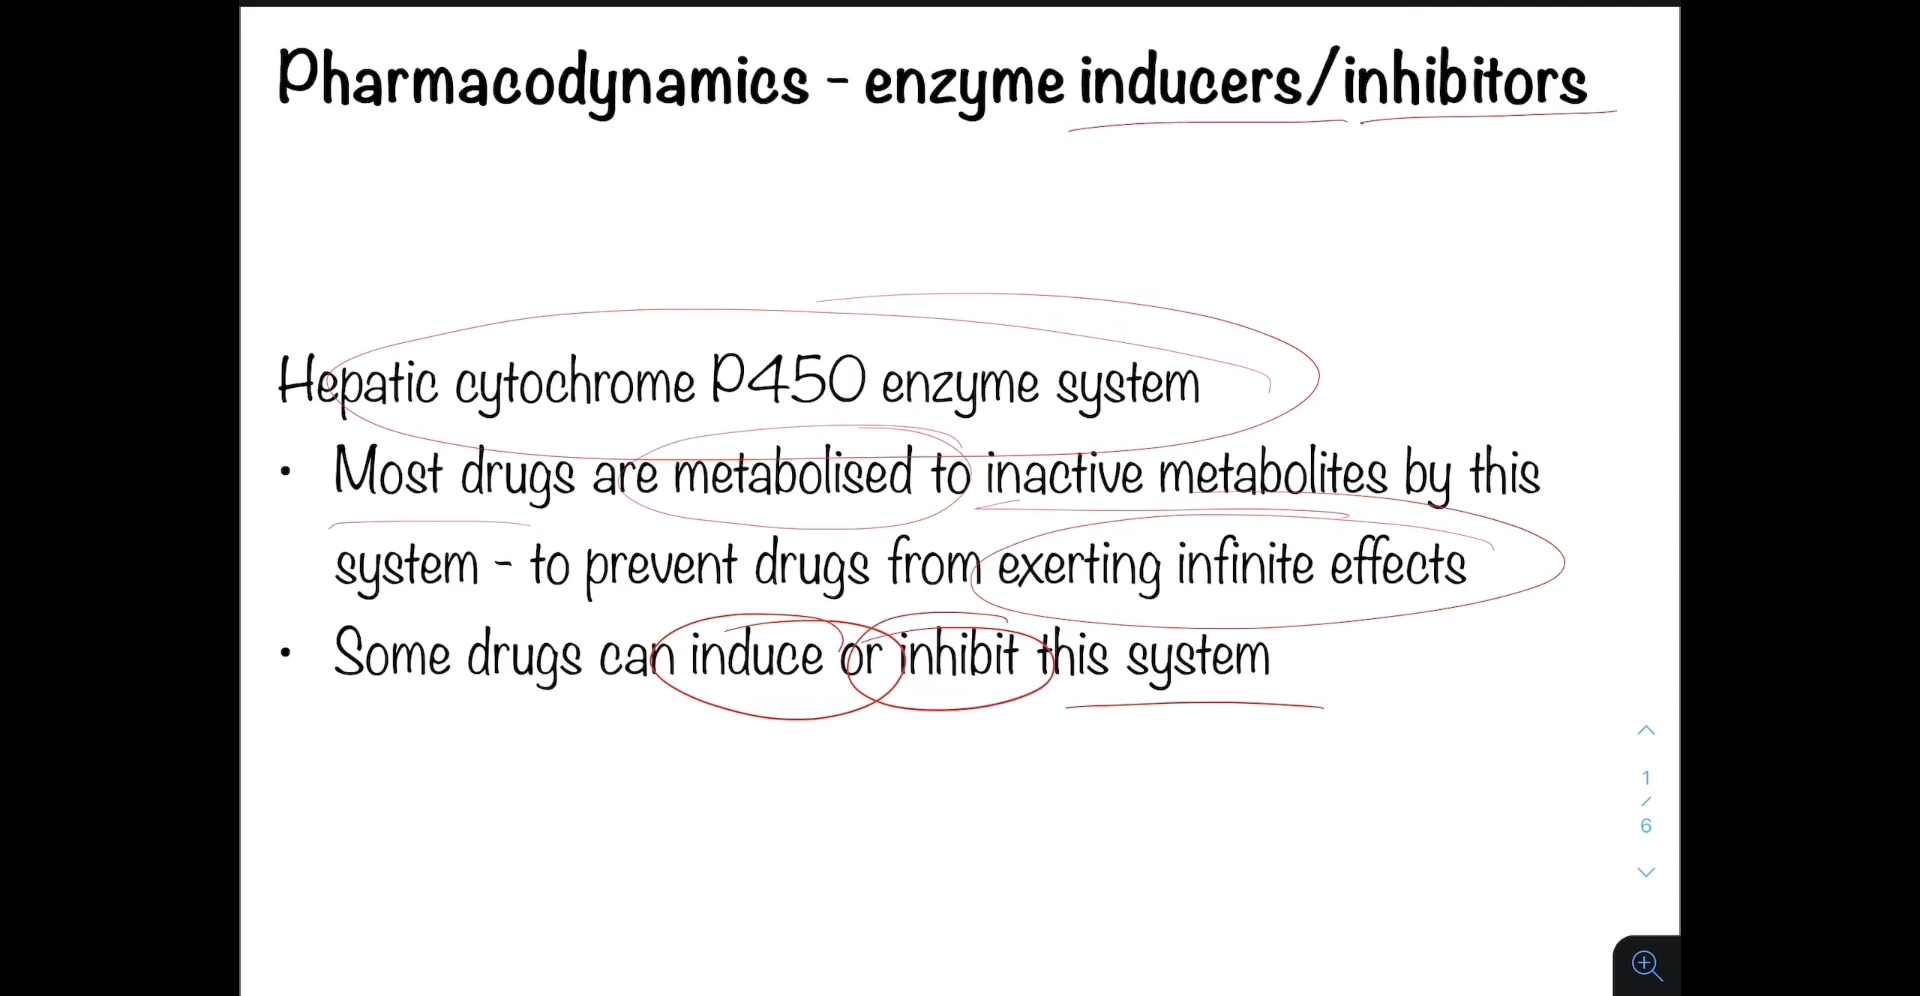 Pharmacodynamics - enzyme inducers/inhibitors
Hepatic cytochrome P450 enzyme system
• Most drugs are metabolised to inactive metabolites by this
system - to prevent drugs from exerting infinite effects
• Some drugs can induce or inhibit this system
1
/
6